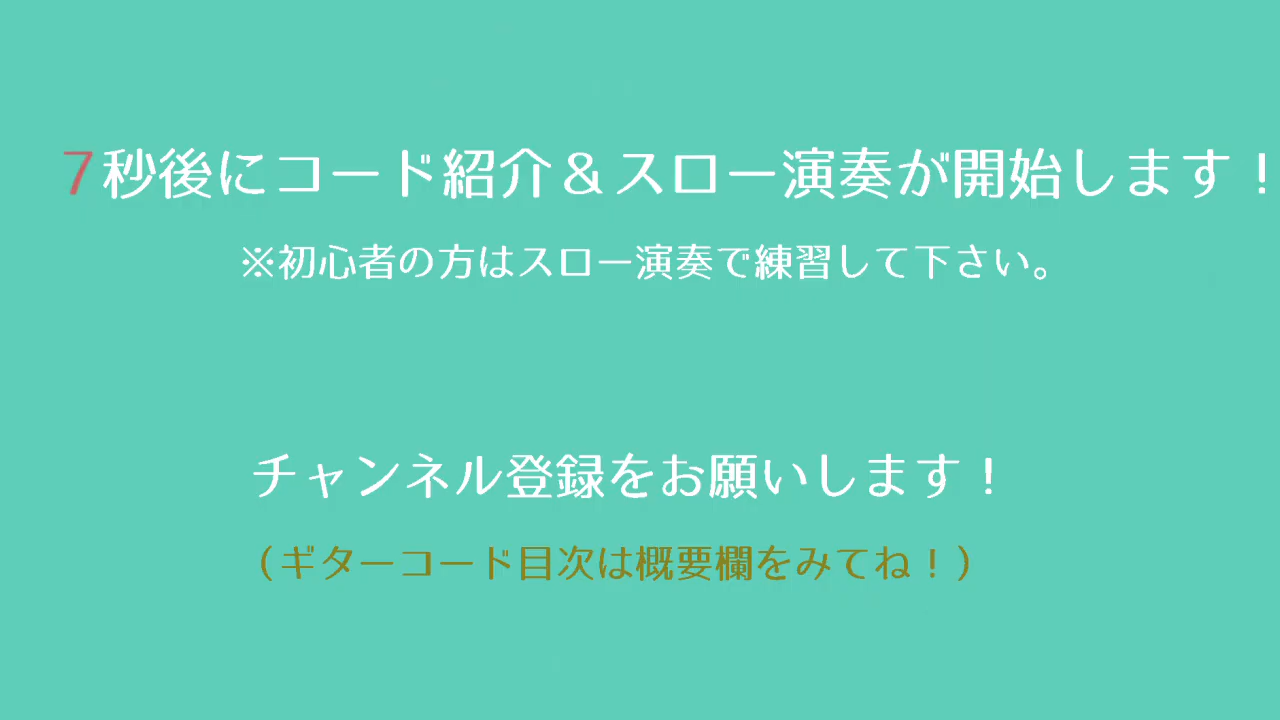 7秒後にコード紹介＆スロー演奏が開始します！
※初心者の方はスロー演奏で練習して下さい。
チャンネル登録をお願いします！
（ギターコード目次は概要欄をみてね！）